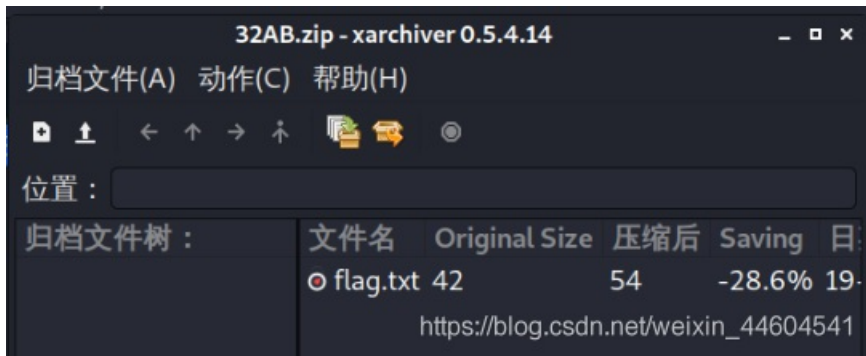 32AB.zip - xarchiver 0.5.4.14
归档文件(A) 动作(C) 帮助(H)
位置：
归档文件树： 文件名 Original Size 压缩后 Saving 日
flag.txt 42 54 -28.6% 19-
https://blog.csdn.net/weixin_44604541